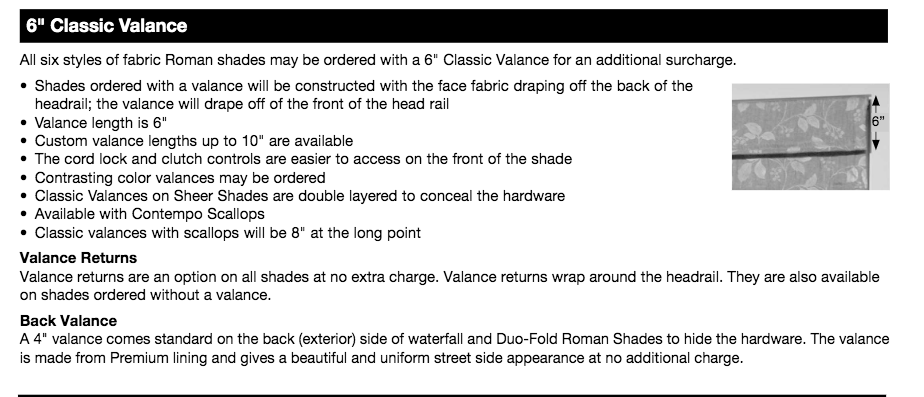 6" Classic Valance
All six styles of fabric Roman shades may be ordered with a 6" Classic Valance for an additional surcharge.
• Shades ordered with a valance will be constructed with the face fabric draping off the back of the
headrail; the valance will drape off of the front of the head rail
• Valance length is 6"
• Custom valance lengths up to 10" are available
• The cord lock and clutch controls are easier to access on the front of the shade
• Contrasting color valances may be ordered
• Classic Valances on Sheer Shades are double layered to conceal the hardware
• Available with Contempo Scallops
• Classic valances with scallops will be 8" at the long point
6"
Valance Returns
Valance returns are an option on all shades at no extra charge. Valance returns wrap around the headrail. They are also available
on shades ordered without a valance.
Back Valance
A 4" valance comes standard on the back (exterior) side of waterfall and Duo-Fold Roman Shades to hide the hardware. The valance
is made from Premium lining and gives a beautiful and uniform street side appearance at no additional charge.